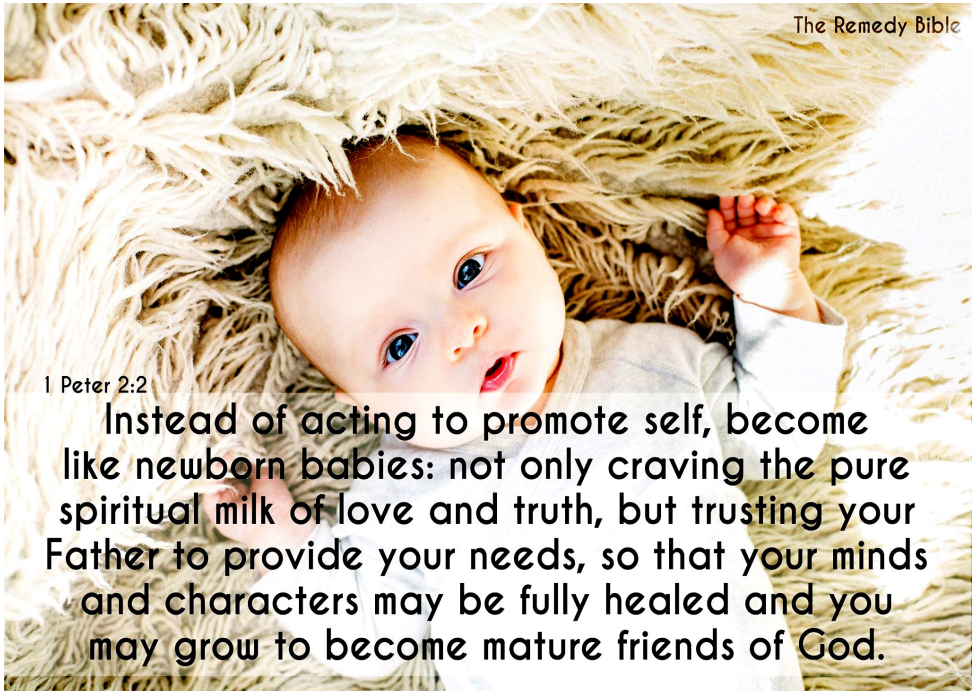 The Remedy Bible
1 Peter 2:2
Instead of acting to promote self, become
like newborn babies: not only craving the pure
spiritual milk of love and truth, but trusting your
Father to provide your needs, so that your minds
and characters may be fully healed and you
may grow to become mature friends of God.